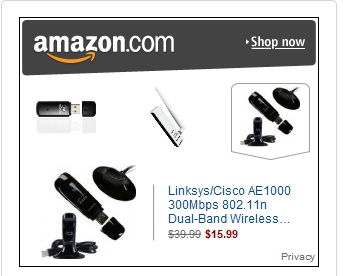 amazon.com
Shop now
Linksys/Cisco AE1000
300Mbps 802.11n
Dual-Band Wireless...
$39.99 $15.99
Privacy